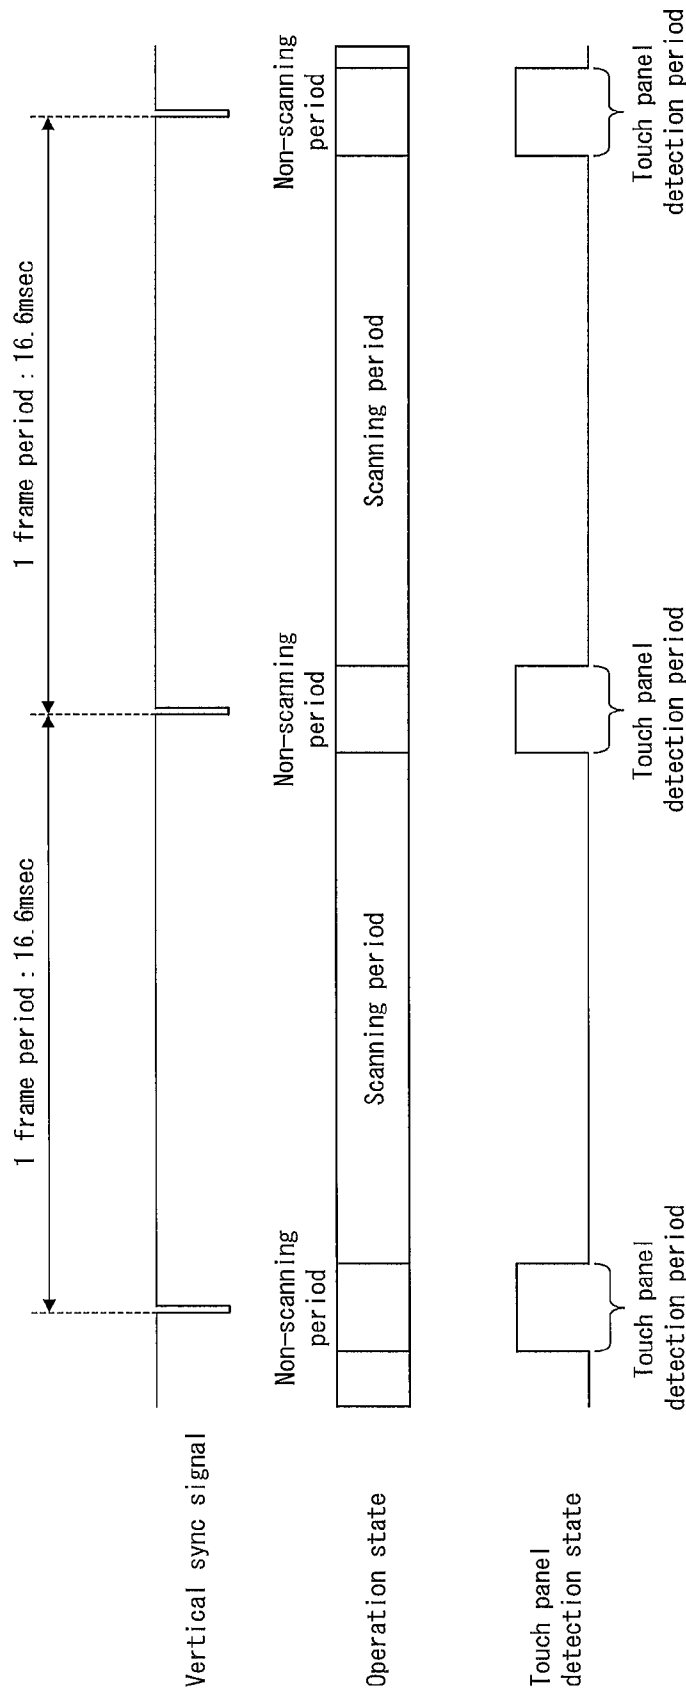 1 frame period : 16.6msec
1 frame period : 16.6msec
Vertical sync signal
Non-scanning
period
Non-scanning
period
Non-scanning
period
Operation state
Scanning period
Scanning period
Touch panel
detection state
Touch panel
detection period
Touch panel
detection period
Touch panel
detection period